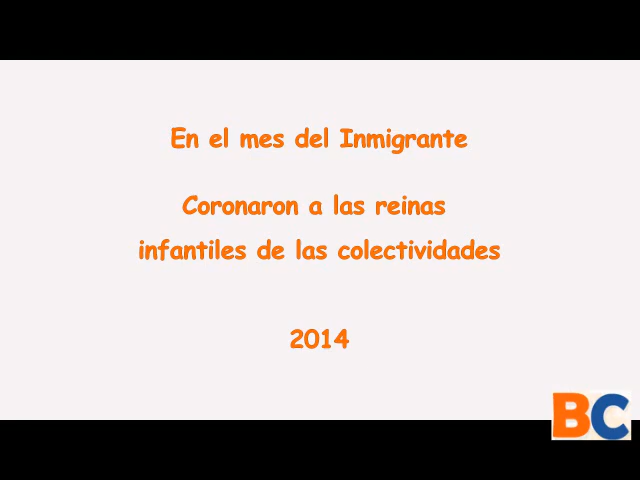 En el mes del Inmigrante
Coronaron a las reinas
infantiles de las colectividades
2014
BC